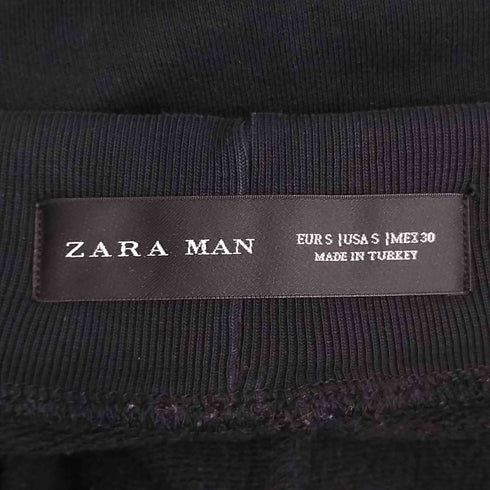 ZARA MAN
EUR S | USA S | MEX 30
MADE IN TURKEY